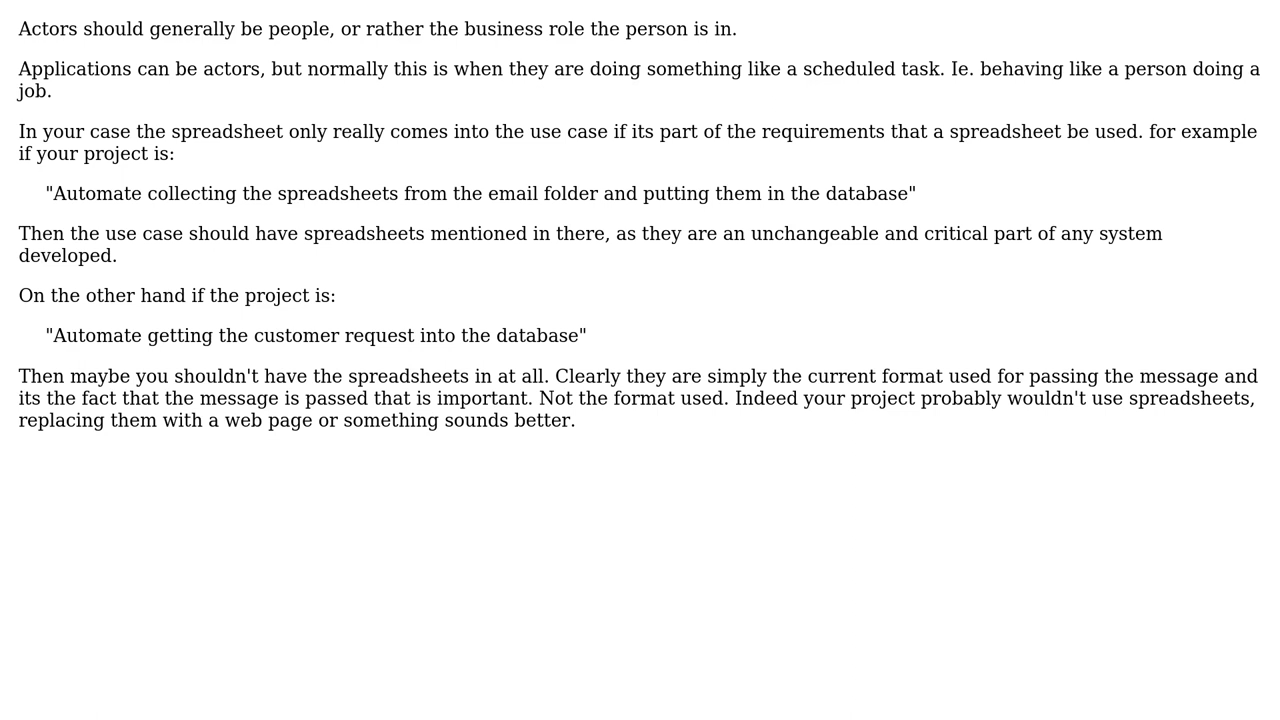 Actors should generally be people, or rather the business role the person is in.
Applications can be actors, but normally this is when they are doing something like a scheduled task. Ie. behaving like a person doing a
job.
In your case the spreadsheet only really comes into the use case if its part of the requirements that a spreadsheet be used. for example
if your project is:
"Automate collecting the spreadsheets from the email folder and putting them in the database"
Then the use case should have spreadsheets mentioned in there, as they are an unchangeable and critical part of any system
developed.
On the other hand if the project is:
"Automate getting the customer request into the database"
Then maybe you shouldn't have the spreadsheets in at all. Clearly they are simply the current format used for passing the message and
its the fact that the message is passed that is important. Not the format used. Indeed your project probably wouldn't use spreadsheets,
replacing them with a web page or something sounds better.